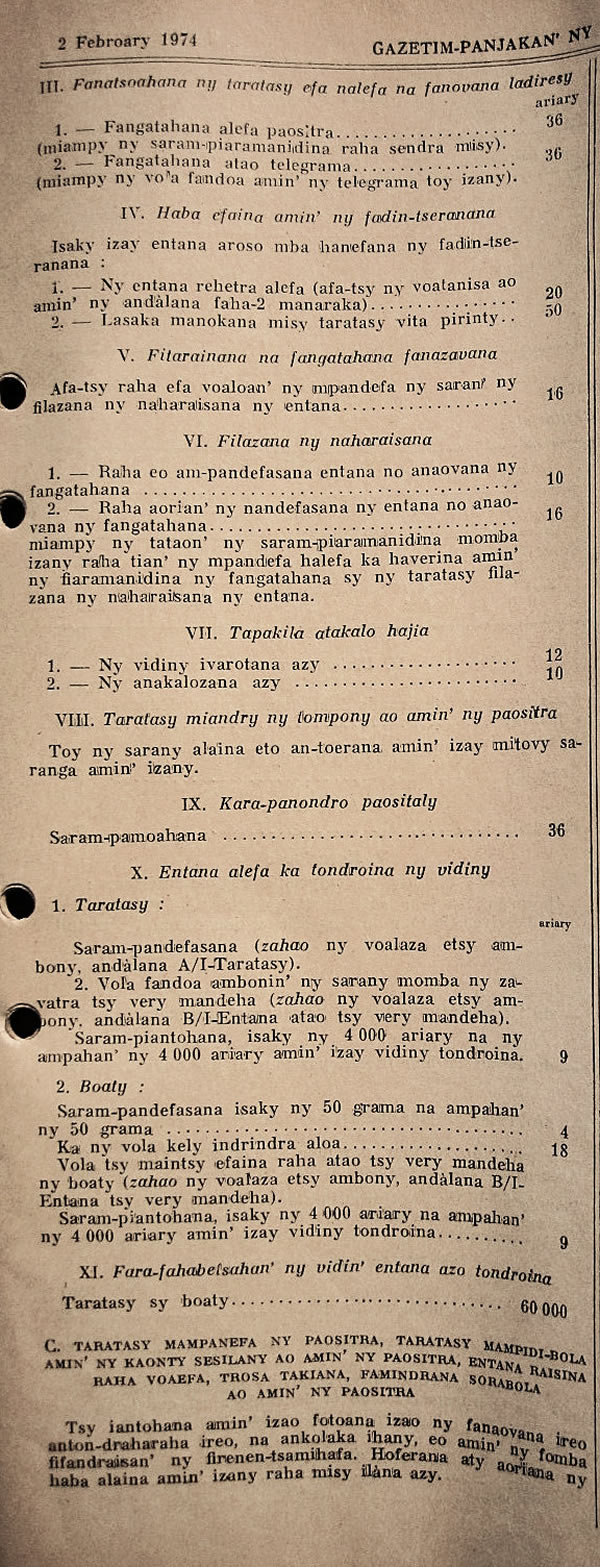 2 Febroary 1974
GAZETIM-PANJAKAN' NY
III. Fanatsoahana ny taratasy efa nalefa na fanovana ladiresy
ariary
1. — Fangatahana alefa paositra.................... 36
(miampy ny saram-piaramanidina raha sendra misy).
2. — Fangatahana atao telegrama.................. 36
(miampy ny vola fandoa amin' ny telegrama toy izany).
IV. Haba efaina amin' ny fadin-tseranana
Isaky izay entana aroso mba hanefana ny fadin-tse-
ranana :
1. — Ny entana rehetra alefa (afa-tsy ny voatanisa ao
amin' ny andàlana faha-2 manaraka)................ 20
2. — Lasaka manokana misy taratasy vita pirinty.. 50
V. Fitarainana na fangatahana fanazavana
Afa-tsy raha efa voaloan' ny mpandefa ny saran' ny
filazana ny naharaisana ny entana................... 16
VI. Filazana ny naharaisana
1. — Raha eo am-pandefasana entana no anaovana ny
fangatahana .......................................... 10
2. — Raha aorian' ny nandefasana ny entana no anao-
vana ny fangatahana................................. 16
miampy ny tataon' ny saram-piaramanidina momba
izany raha tian' ny mpandefa halefa ka haverina amin'
ny fiaramanidina ny fangatahana sy ny taratasy fila-
zana ny naharaisana ny entana.
VII. Tapakila atakalo hajia
1. — Ny vidiny ivarotana azy ..................... 12
2. — Ny anakalozana azy .......................... 10
VIII. Taratasy miandry ny tompony ao amin' ny paositra
Toy ny sarany alaina eto an-toerana amin' izay mitovy sa-
ranga amin' izany.
IX. Kara-panondro paositaly
Saram-pamoahana .................................. 36
X. Entana alefa ka tondroina ny vidiny
1. Taratasy :
ariary
Saram-pandefasana (zahao ny voalaza etsy am-
bony, andàlana A/I-Taratasy).
2. Vola fandoa ambonin' ny sarany momba ny za-
vatra tsy very mandeha (zahao ny voalaza etsy am-
bony, andàlana B/I-Entana atao tsy very mandeha).
Saram-piantohana, isaky ny 4 000 ariary na ny
ampahan' ny 4 000 ariary amin' izay vidiny tondroina. 9
2. Boaty :
Saram-pandefasana isaky ny 50 grama na ampahan'
ny 50 grama ......................................... 4
Ka ny vola kely indrindra aloa..................... 18
Vola tsy maintsy efaina raha atao tsy very mandeha
ny boaty (zahao ny voalaza etsy ambony, andàlana B/I-
Entana tsy very mandeha).
Saram-piantohana, isaky ny 4 000 ariary na ampahan'
ny 4 000 ariary amin' izay vidiny tondroina.......... 9
XI. Fara-fahabetsahan' ny vidin' entana azo tondroina
Taratasy sy boaty................................. 60 000
C. TARATASY MAMPANEFA NY PAOSITRA, TARATASY MAMPIDI-BOLA
AMIN' NY KAONTY SESILANY AO AMIN' NY PAOSITRA, ENTANA RAISINA
RAHA VOAEFA, TROSA TAKIANA, FAMINDRANA SORABOLA
AO AMIN' NY PAOSITRA
Tsy iantohana amin' izao fotoana izao ny fanaovana ireo
anton-draharaha ireo, na ankolaka ihany, eo amin' ny fomba
fifandraisan' ny firenen-tsamihafa. Hoferana aty aoriana ny
haba alaina amin' izany raha misy ilàna azy.